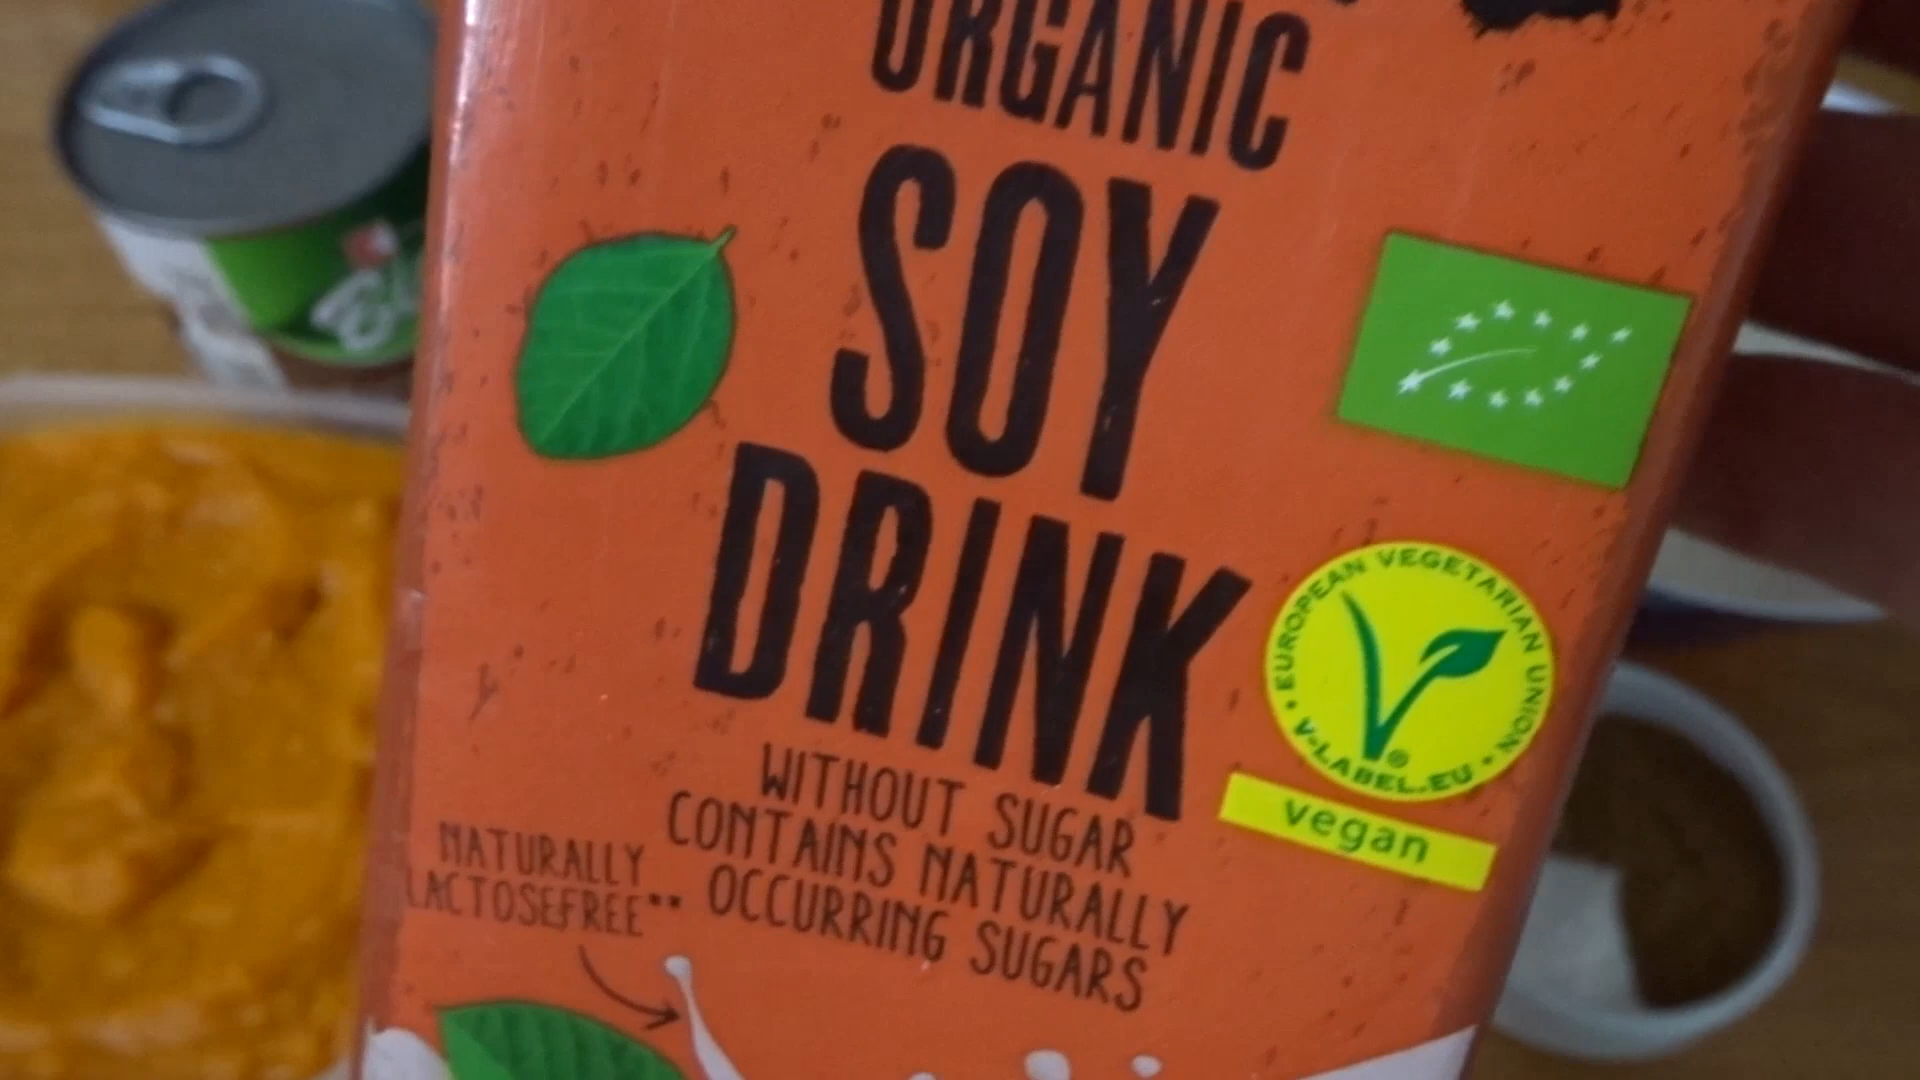 ORGANIC
SOY
DRINK
WITHOUT SUGAR
CONTAINS NATURALLY
OCCURRING SUGARS
NATURALLY
LACTOSEFREE**
• EUROPEAN VEGETARIAN UNION •
V-LABEL.EU
®
vegan